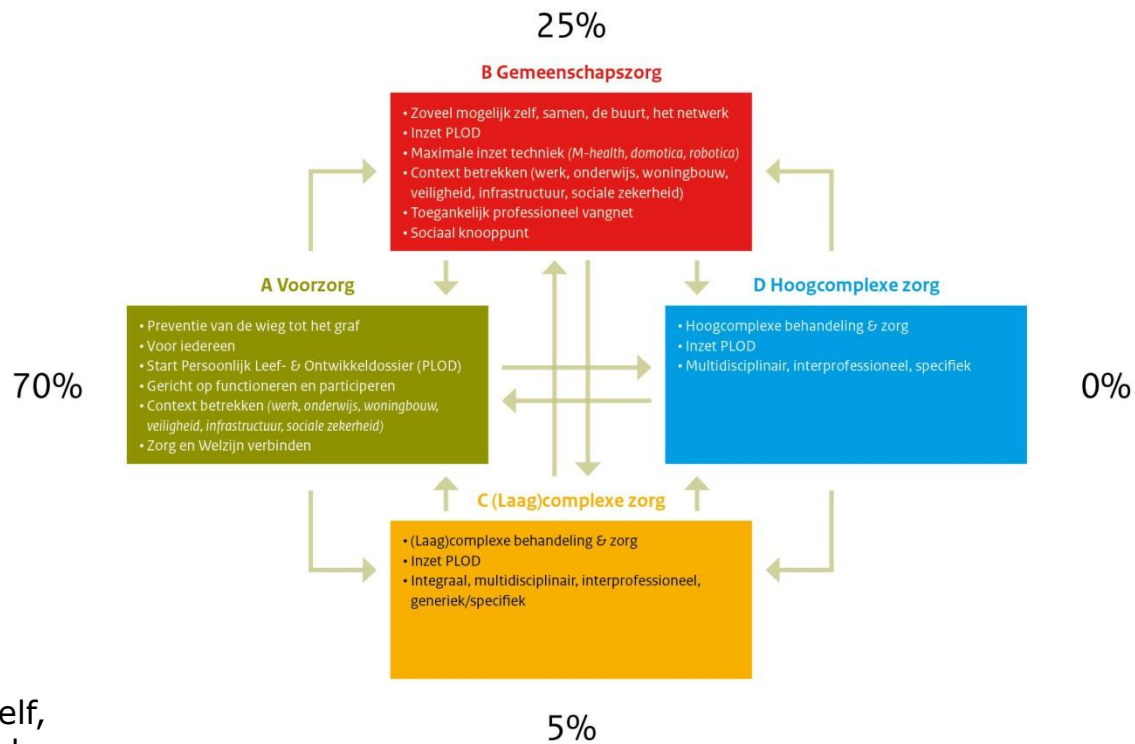 25%
B Gemeenschapszorg
• Zoveel mogelijk zelf, samen, de buurt, het netwerk
• Inzet PLOD
• Maximale inzet techniek (M-health, domotica, robotica)
• Context betrekken (werk, onderwijs, woningbouw,
veiligheid, infrastructuur, sociale zekerheid)
• Toegankelijk professioneel vangnet
• Sociaal knooppunt
A Voorzorg
• Preventie van de wieg tot het graf
• Voor iedereen
• Start Persoonlijk Leef- & Ontwikkeldossier (PLOD)
• Gericht op functioneren en participeren
• Context betrekken (werk, onderwijs, woningbouw,
veiligheid, infrastructuur, sociale zekerheid)
• Zorg en Welzijn verbinden
70%
D Hoogcomplexe zorg
• Hoogcomplexe behandeling & zorg
• Inzet PLOD
• Multidisciplinair, interprofessioneel, specifiek
0%
C (Laag)complexe zorg
• (Laag)complexe behandeling & zorg
• Inzet PLOD
• Integraal, multidisciplinair, interprofessioneel,
generiek/specifiek
elf,
5%